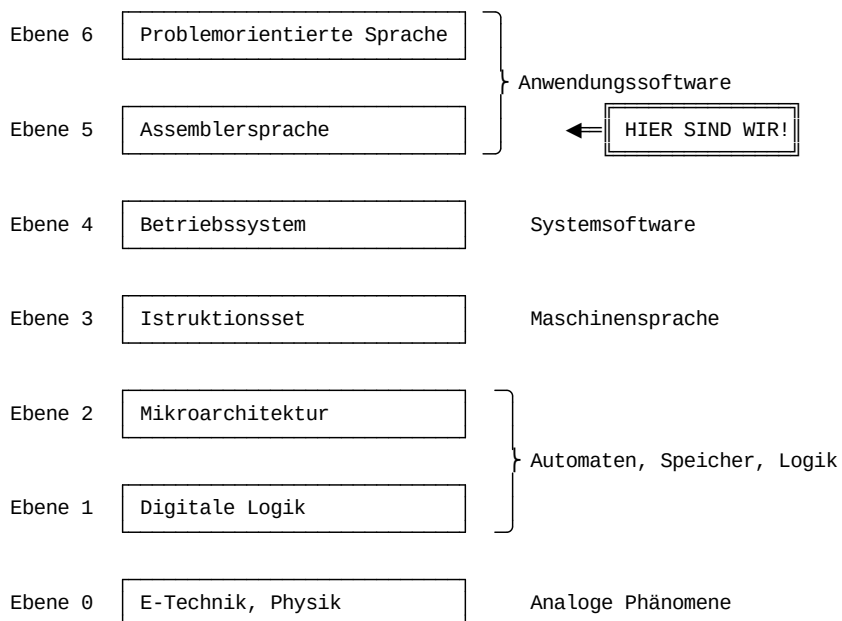 Ebene 6 Problemorientierte Sprache
Anwendungssoftware
Ebene 5 Assemblersprache HIER SIND WIR!
Ebene 4 Betriebssystem Systemsoftware
Ebene 3 Istruktionsset Maschinensprache
Ebene 2 Mikroarchitektur
Automaten, Speicher, Logik
Ebene 1 Digitale Logik
Ebene 0 E-Technik, Physik Analoge Phänomene